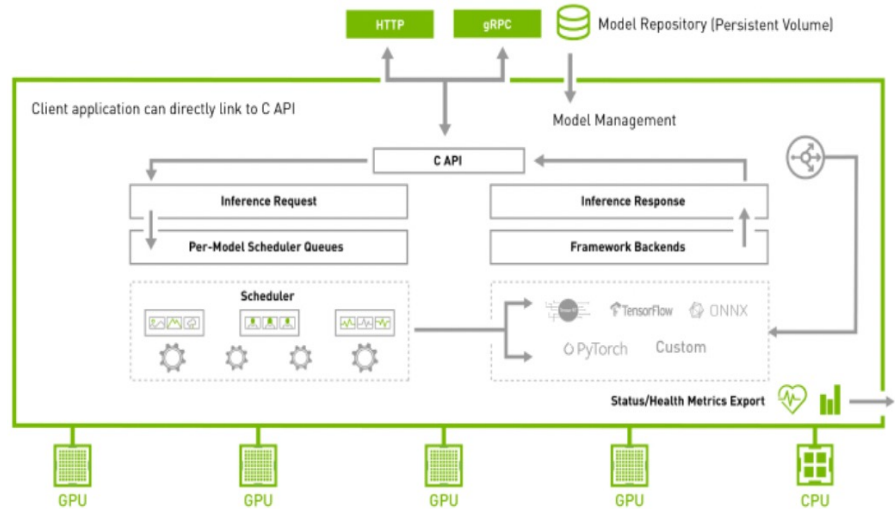 HTTP
gRPC
Model Repository (Persistent Volume)
Client application can directly link to C API
Model Management
C API
Inference Request
Inference Response
Per-Model Scheduler Queues
Framework Backends
Scheduler
TensorFlow
ONNX
PyTorch
Custom
Status/Health Metrics Export
GPU
GPU
GPU
GPU
CPU